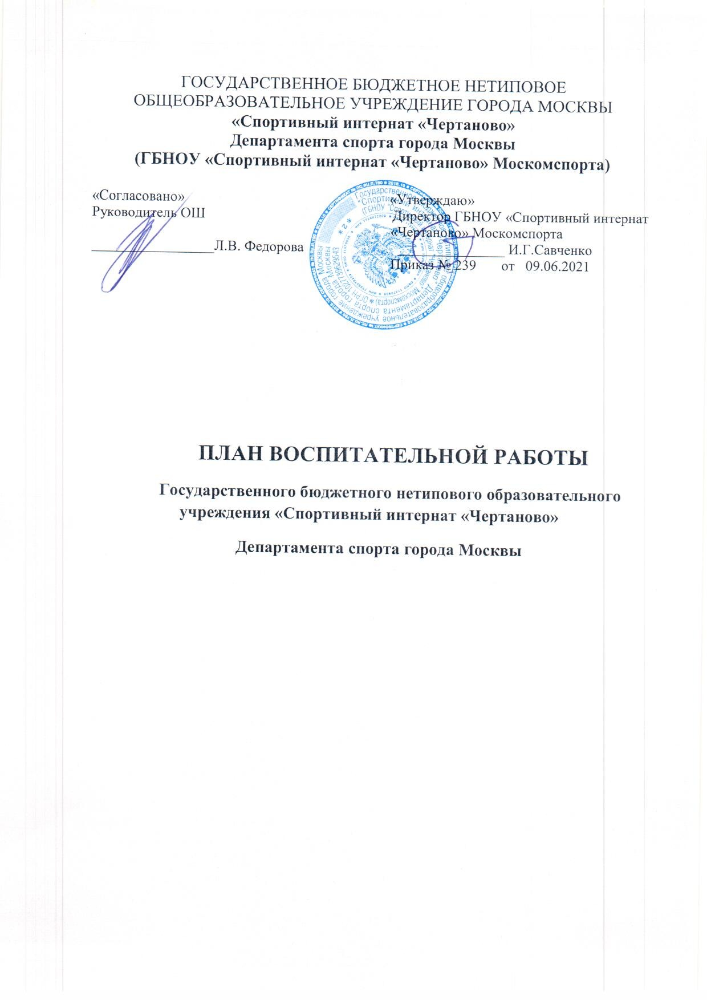 ГОСУДАРСТВЕННОЕ БЮДЖЕТНОЕ НЕТИПОВОЕ
ОБЩЕОБРАЗОВАТЕЛЬНОЕ УЧРЕЖДЕНИЕ ГОРОДА МОСКВЫ
«Спортивный интернат «Чертаново»
Департамента спорта города Москвы
(ГБНОУ «Спортивный интернат «Чертаново» Москомспорта)
«Согласовано»
Руководитель ОШ
Л.В. Федорова
«Утверждаю»
Директор ГБНОУ «Спортивный интернат
«Чертаново» Москомспорта
И.Г.Савченко
Приказ № 239 от 09.06.2021
ПЛАН ВОСПИТАТЕЛЬНОЙ РАБОТЫ
Государственного бюджетного нетипового образовательного
учреждения «Спортивный интернат «Чертаново»
Департамента спорта города Москвы